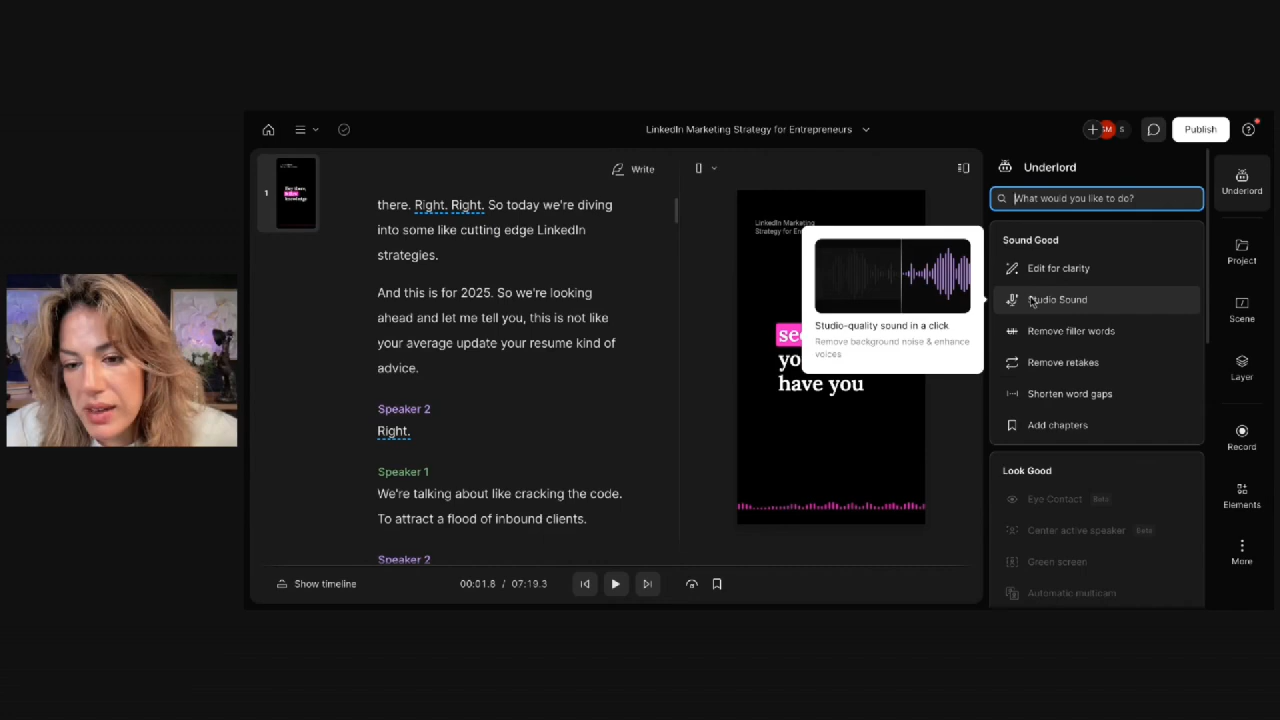 LinkedIn Marketing Strategy for Entrepreneurs
GM
S
Publish
1
Write
there. Right. Right. So today we're diving
into some like cutting edge LinkedIn
strategies.
And this is for 2025. So we're looking
ahead and let me tell you, this is not like
your average update your resume kind of
advice.
Speaker 2
Right.
Speaker 1
We're talking about like cracking the code.
To attract a flood of inbound clients.
Speaker 2
LinkedIn Marketing
Strategy for
have you
Studio-quality sound in a click
Remove background noise & enhance
voices
Underlord
What would you like to do?
Sound Good
Edit for clarity
Studio Sound
Remove filler words
Remove retakes
Shorten word gaps
Add chapters
Look Good
Eye Contact Beta
Center active speaker Beta
Green screen
Automatic multicam
Underlord
Project
Scene
Layer
Record
Elements
More
Show timeline
00:01.8 / 07:19.3